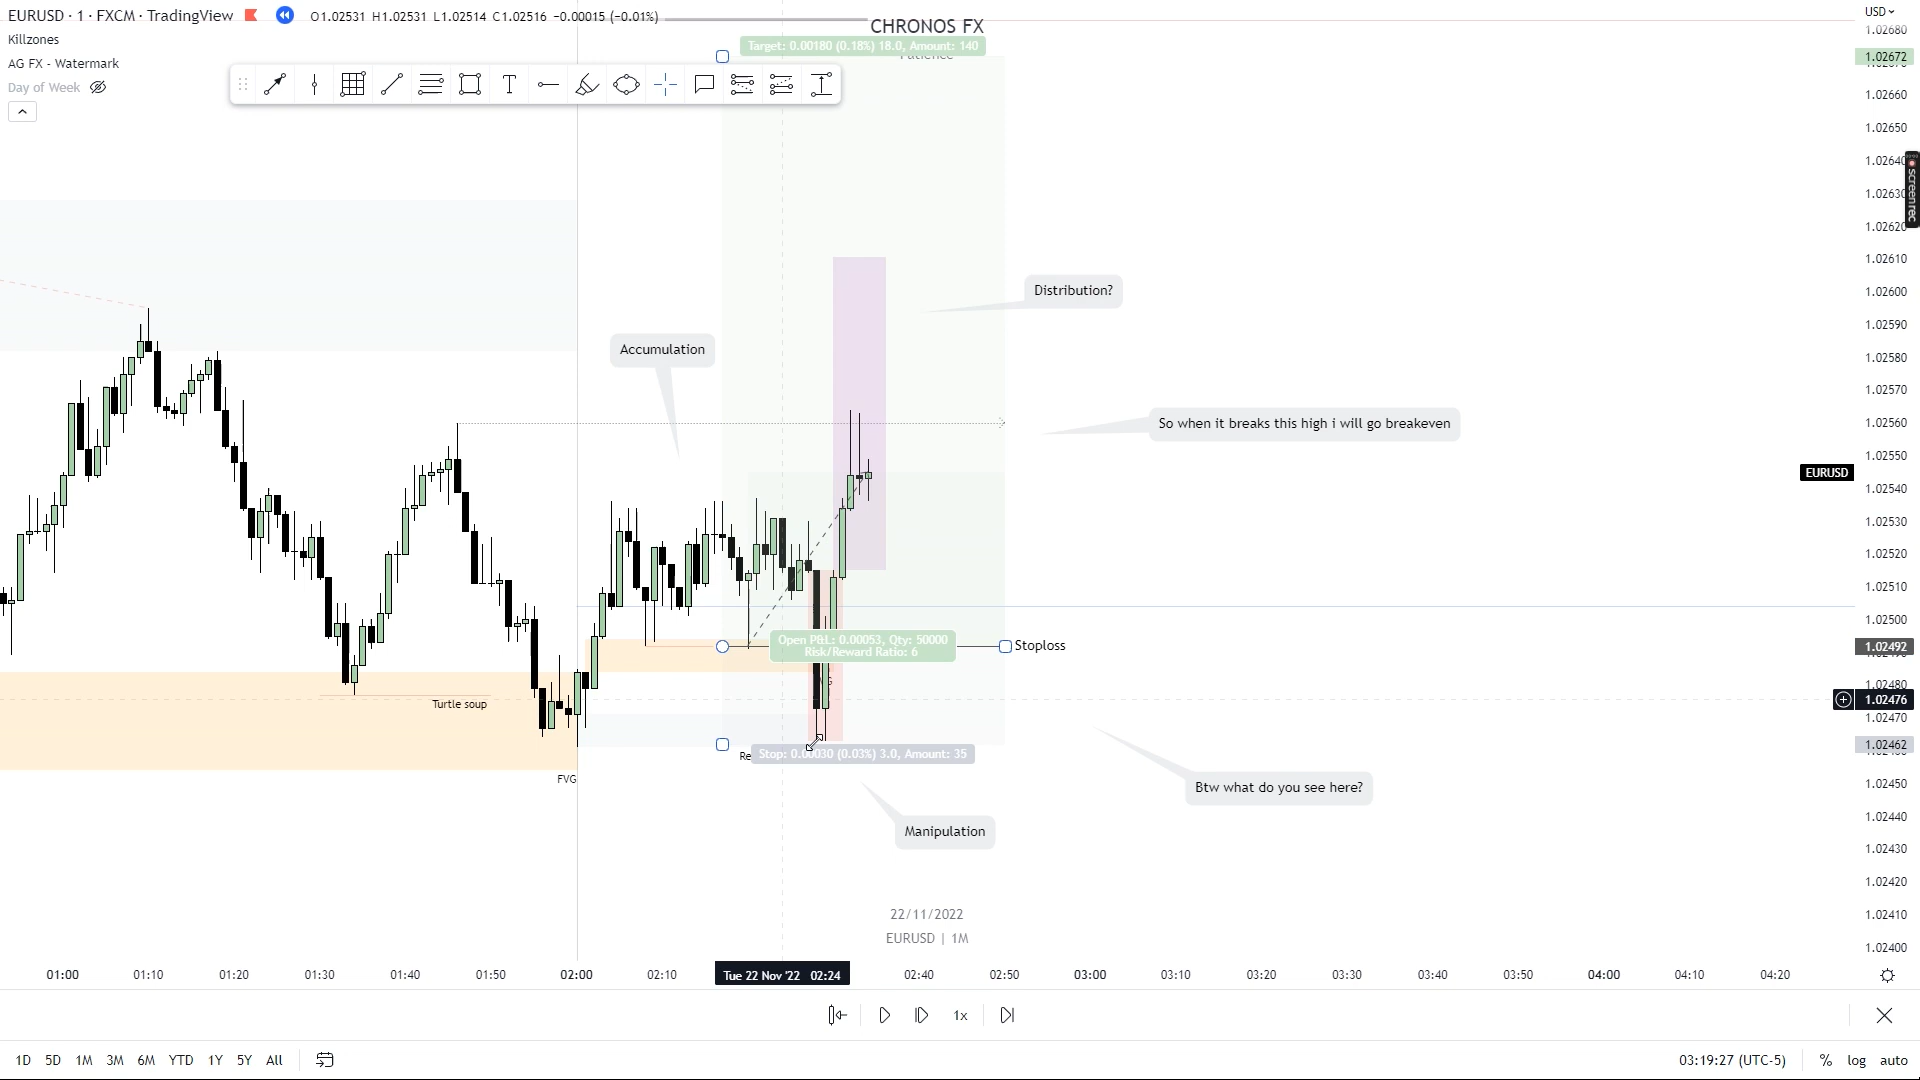 EURUSD · 1 · FXCM · TradingView
O1.02531 H1.02531 L1.02514 C1.02516 −0.00015 (−0.01%)
CHRONOS FX
USD
Killzones
Target: 0.00180 (0.18%) 18.0, Amount: 140
Patience
AG FX - Watermark
Day of Week
1.02680
1.02672
1.02660
1.02650
1.02640
1.02630
1.02620
1.02610
1.02600
1.02590
1.02580
1.02570
1.02560
1.02550
EURUSD
1.02540
1.02530
1.02520
1.02510
1.02500
1.02492
1.02480
1.02476
1.02470
1.02462
1.02450
1.02440
1.02430
1.02420
1.02410
1.02400
screenrec
Distribution?
Accumulation
So when it breaks this high i will go breakeven
Open P&L: 0.00053, Qty: 50000
Risk/Reward Ratio: 6
Stoploss
Turtle soup
Re
Stop: 0.00030 (0.03%) 3.0, Amount: 35
FVG
Btw what do you see here?
Manipulation
22/11/2022
EURUSD | 1M
01:00 01:10 01:20 01:30 01:40 01:50 02:00 02:10 Tue 22 Nov '22 02:24 02:40 02:50 03:00 03:10 03:20 03:30 03:40 03:50 04:00 04:10 04:20
1x
1D 5D 1M 3M 6M YTD 1Y 5Y All
03:19:27 (UTC-5) % log auto